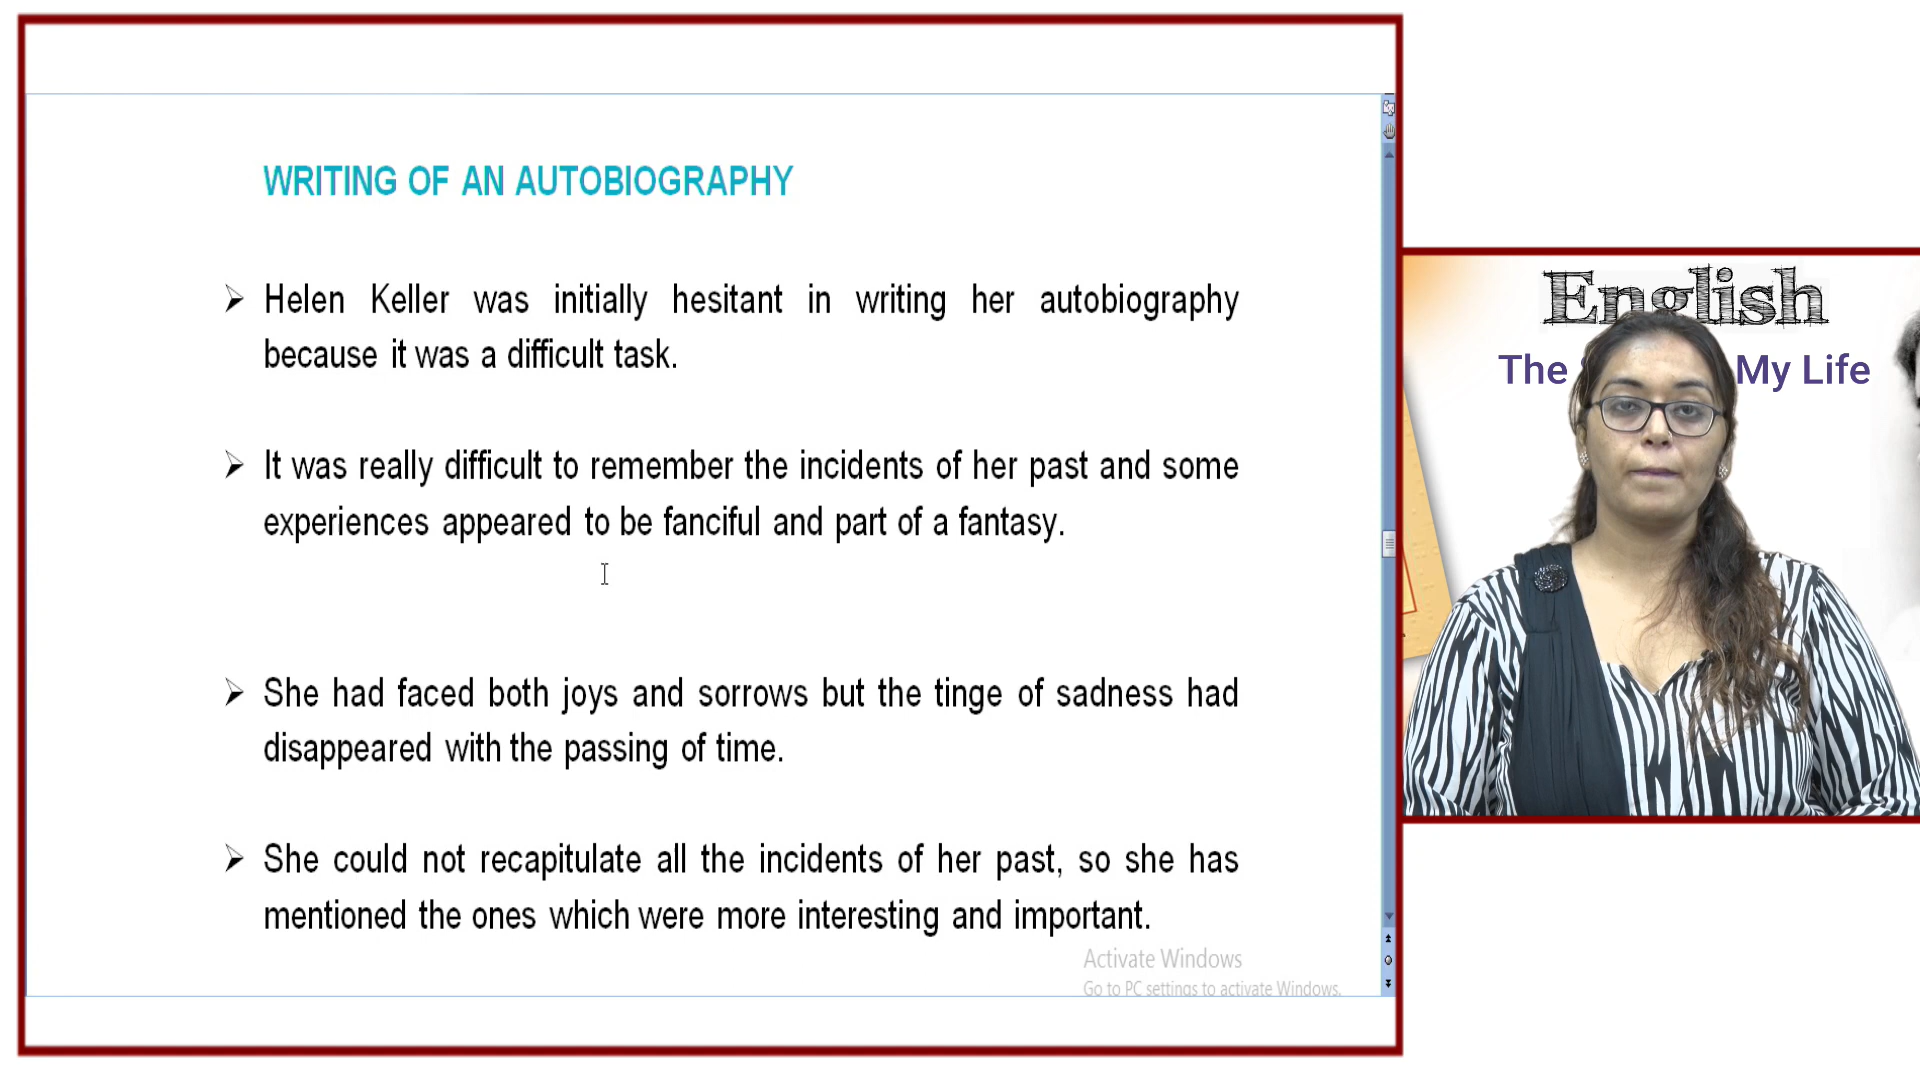 WRITING OF AN AUTOBIOGRAPHY
➢ Helen Keller was initially hesitant in writing her autobiography
because it was a difficult task.
➢ It was really difficult to remember the incidents of her past and some
experiences appeared to be fanciful and part of a fantasy.
➢ She had faced both joys and sorrows but the tinge of sadness had
disappeared with the passing of time.
➢ She could not recapitulate all the incidents of her past, so she has
mentioned the ones which were more interesting and important.
Activate Windows
Go to PC settings to activate Windows.
English
The My Life